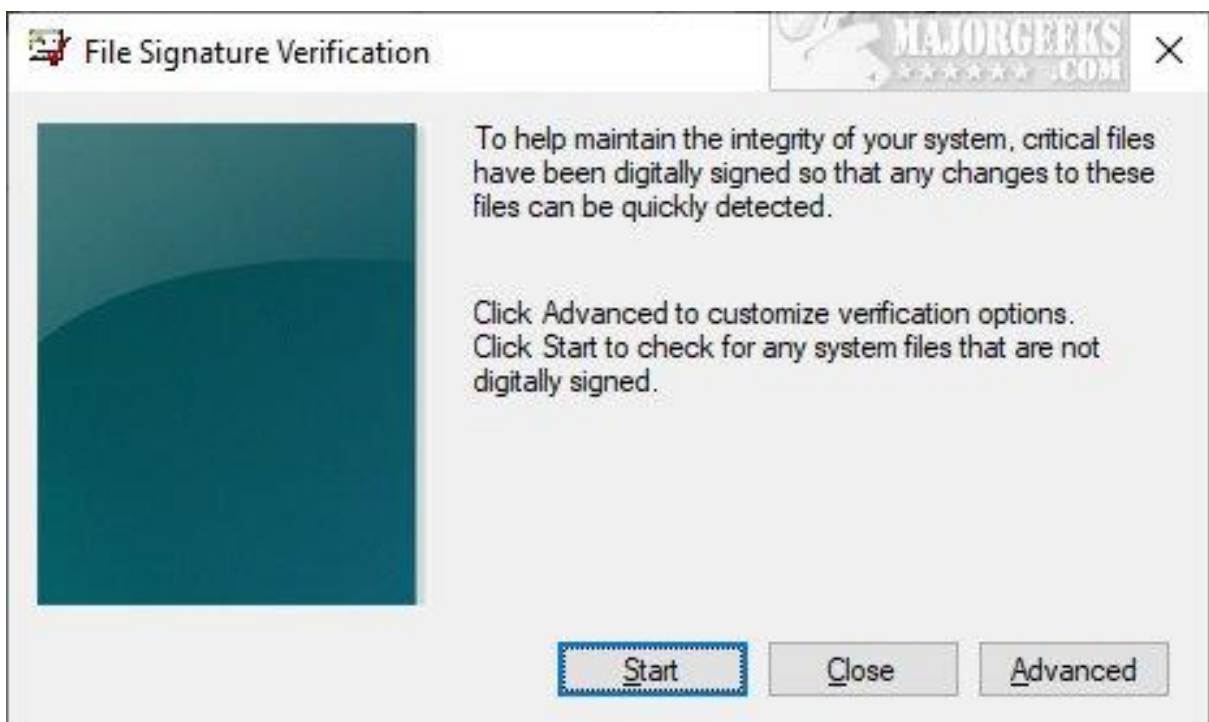 File Signature Verification
MAJORGEEKS
.COM
To help maintain the integrity of your system, critical files
have been digitally signed so that any changes to these
files can be quickly detected.
Click Advanced to customize verification options.
Click Start to check for any system files that are not
digitally signed.
Start
Close
Advanced